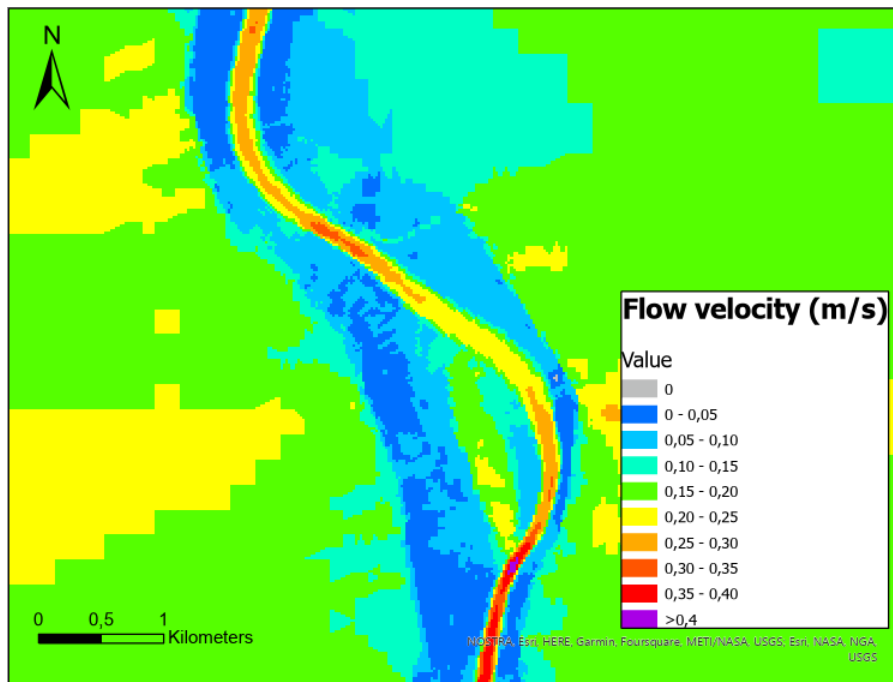 N
Flow velocity (m/s)
Value
0
0 - 0,05
0,05 - 0,10
0,10 - 0,15
0,15 - 0,20
0,20 - 0,25
0,25 - 0,30
0,30 - 0,35
0,35 - 0,40
>0,4
0 0,5 1
Kilometers
MOSTRA, Esri, HERE, Garmin, Foursquare, METI/NASA, USGS; Esri, NASA, NGA,
USGS